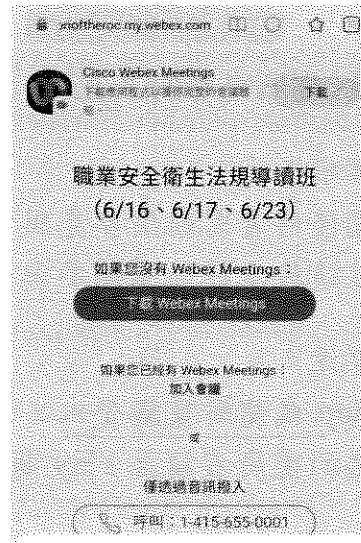 xioftheroc.my.webex.com
Cisco Webex Meetings
下載
職業安全衛生法規導讀班
(6/16、6/17、6/23)
如果您沒有 Webex Meetings：
下載 Webex Meetings
如果您已經有 Webex Meetings：
加入會議
或
僅透過音訊撥入
呼叫：1-415-655-0001